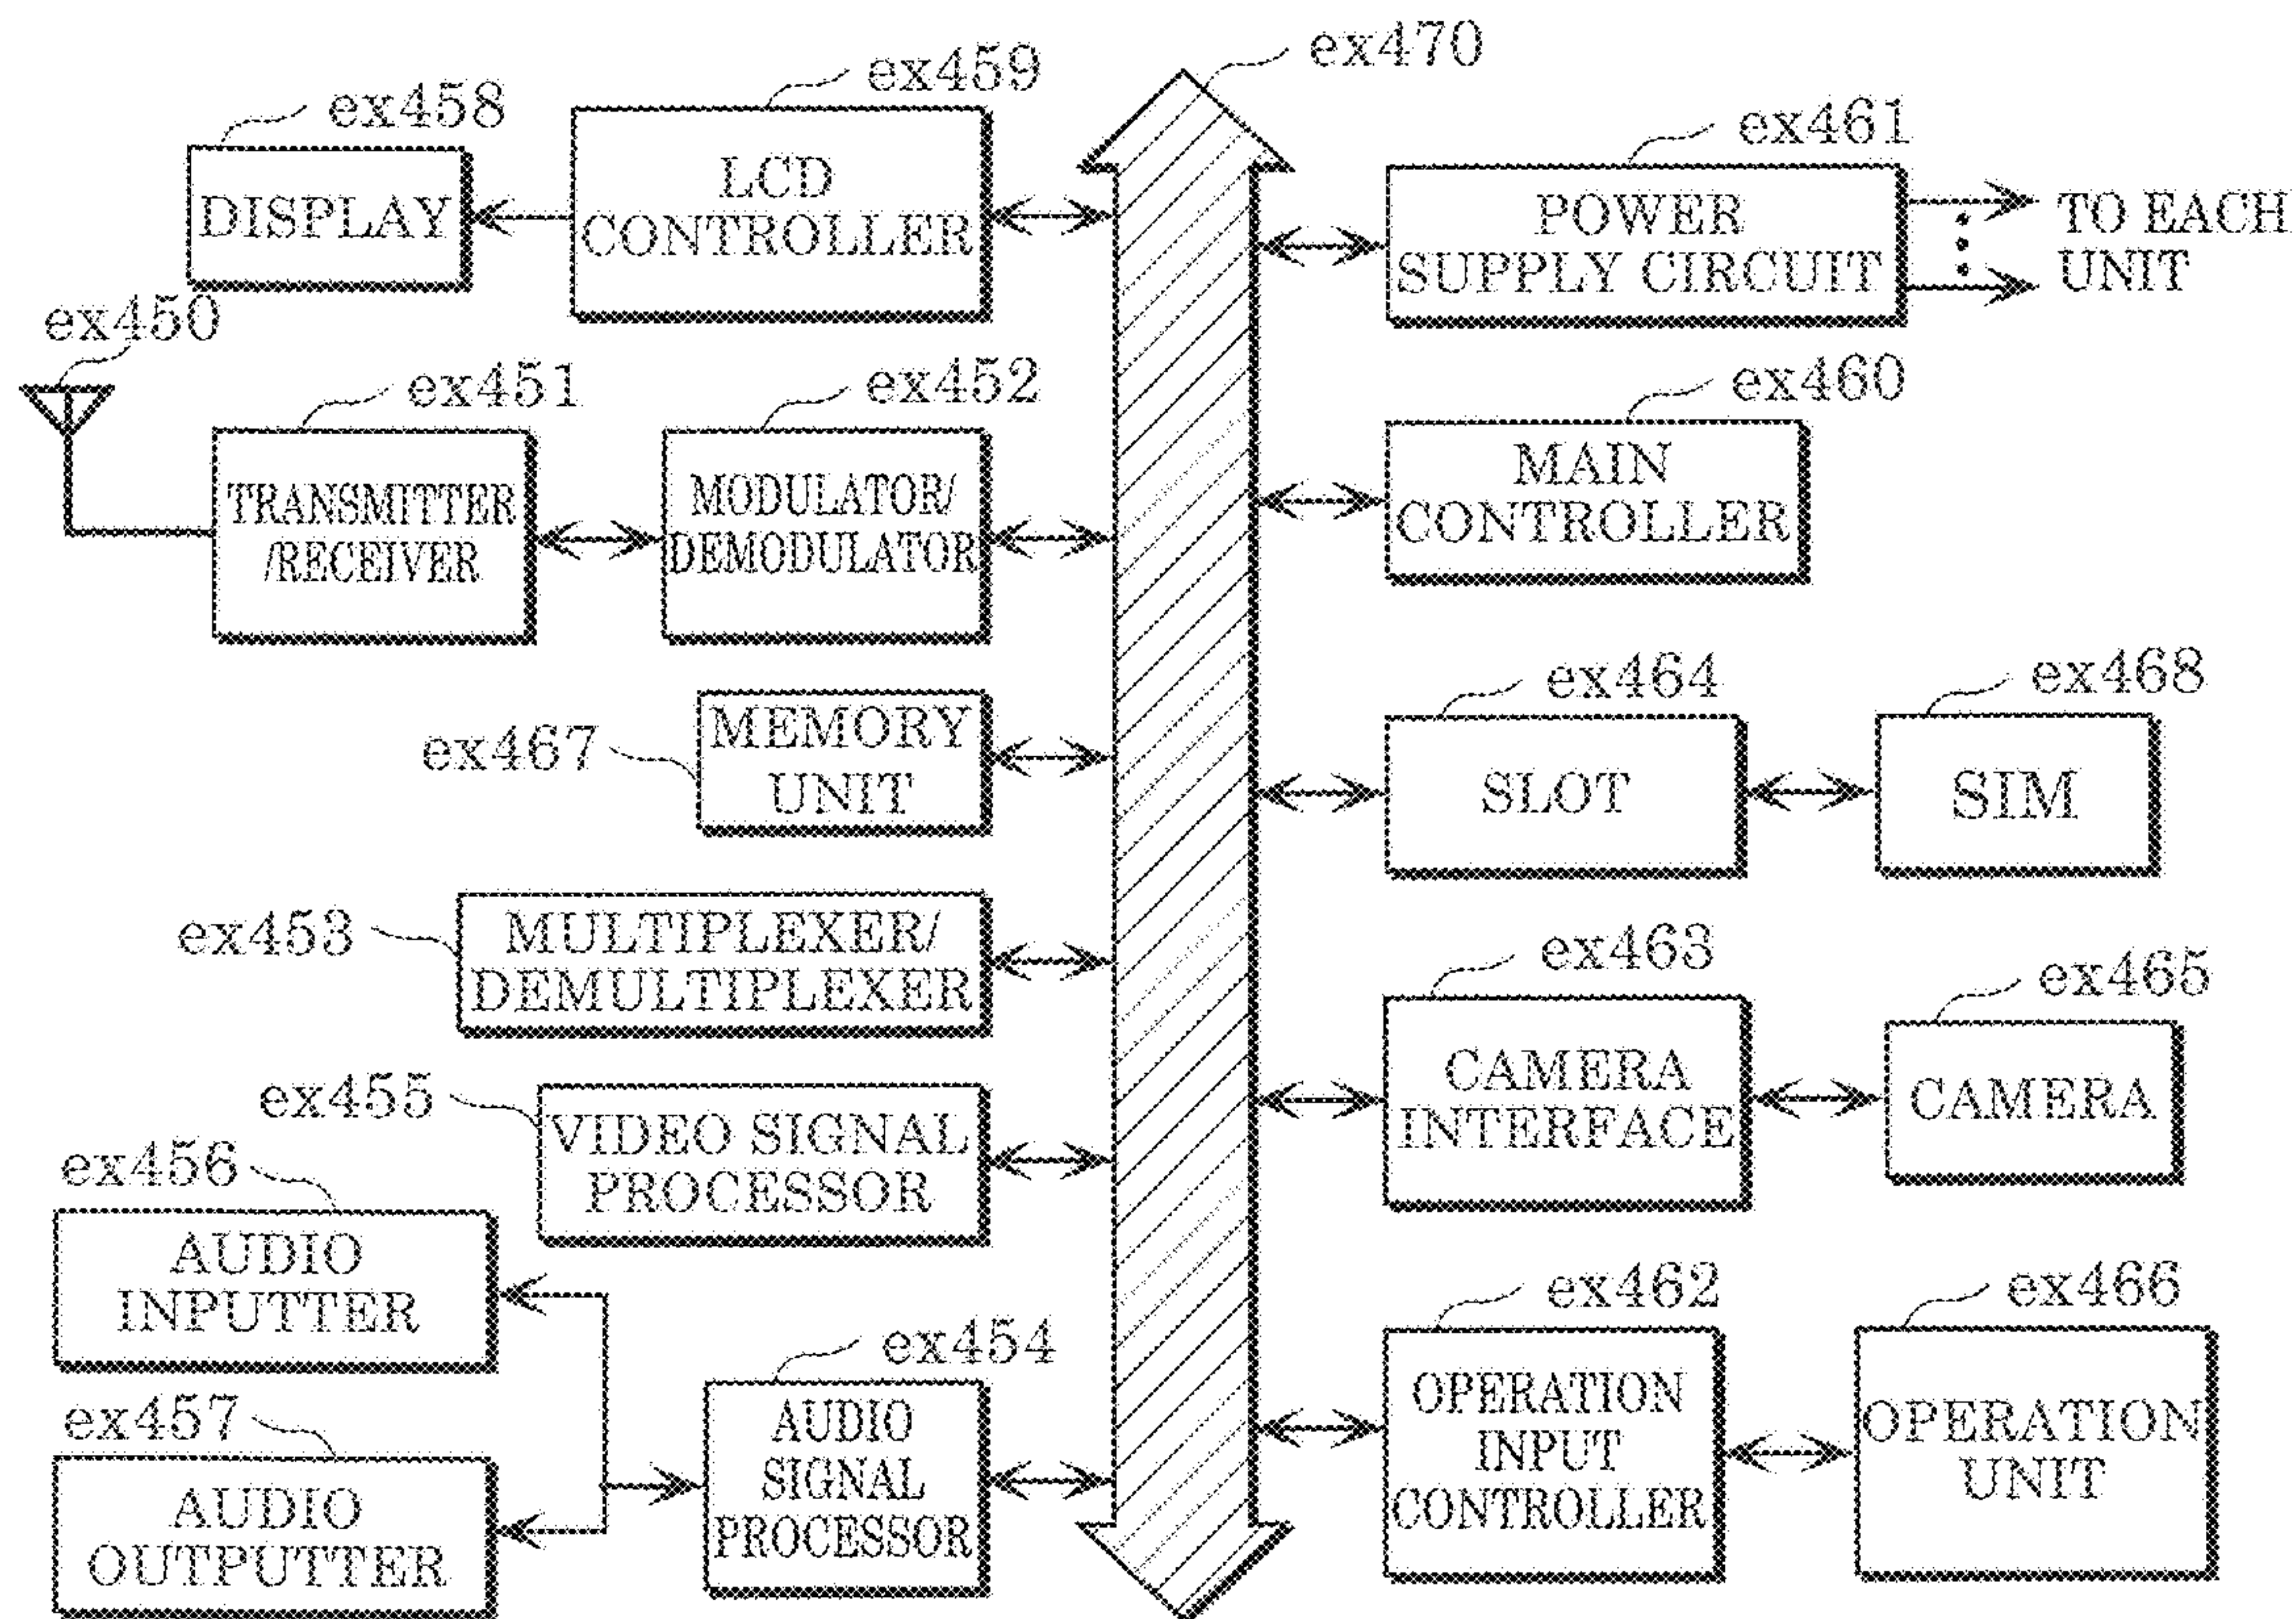 ex470
ex459
ex458
ex461
LCD
CONTROLLER
DISPLAY
POWER
SUPPLY CIRCUIT
TO EACH
UNIT
ex450
ex451
ex452
ex460
TRANSMITTER
/RECEIVER
MODULATOR/
DEMODULATOR
MAIN
CONTROLLER
ex467
MEMORY
UNIT
ex464
ex468
SLOT
SIM
ex453
MULTIPLEXER/
DEMULTIPLEXER
ex463
ex465
CAMERA
INTERFACE
CAMERA
ex455
VIDEO SIGNAL
PROCESSOR
ex456
AUDIO
INPUTTER
ex454
ex462
ex466
ex457
AUDIO
OUTPUTTER
AUDIO
SIGNAL
PROCESSOR
OPERATION
INPUT
CONTROLLER
OPERATION
UNIT